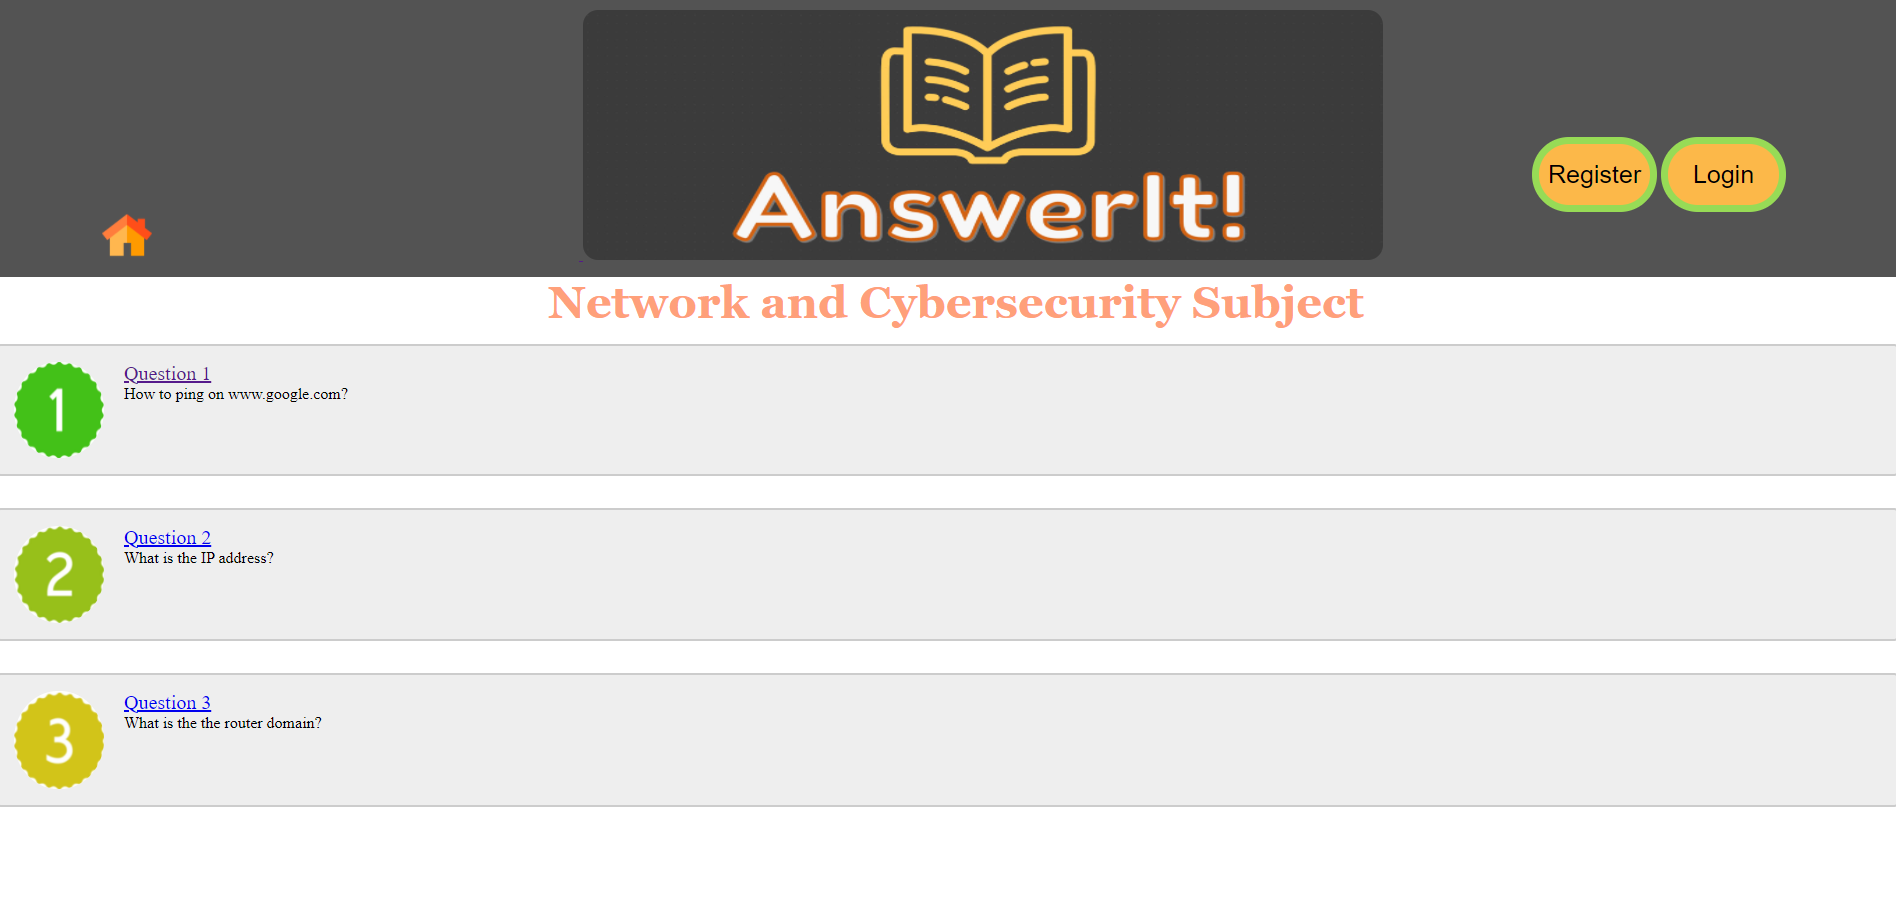 AnswerIt!
Register
Login
Network and Cybersecurity Subject
1
Question 1
How to ping on www.google.com?
2
Question 2
What is the IP address?
3
Question 3
What is the the router domain?